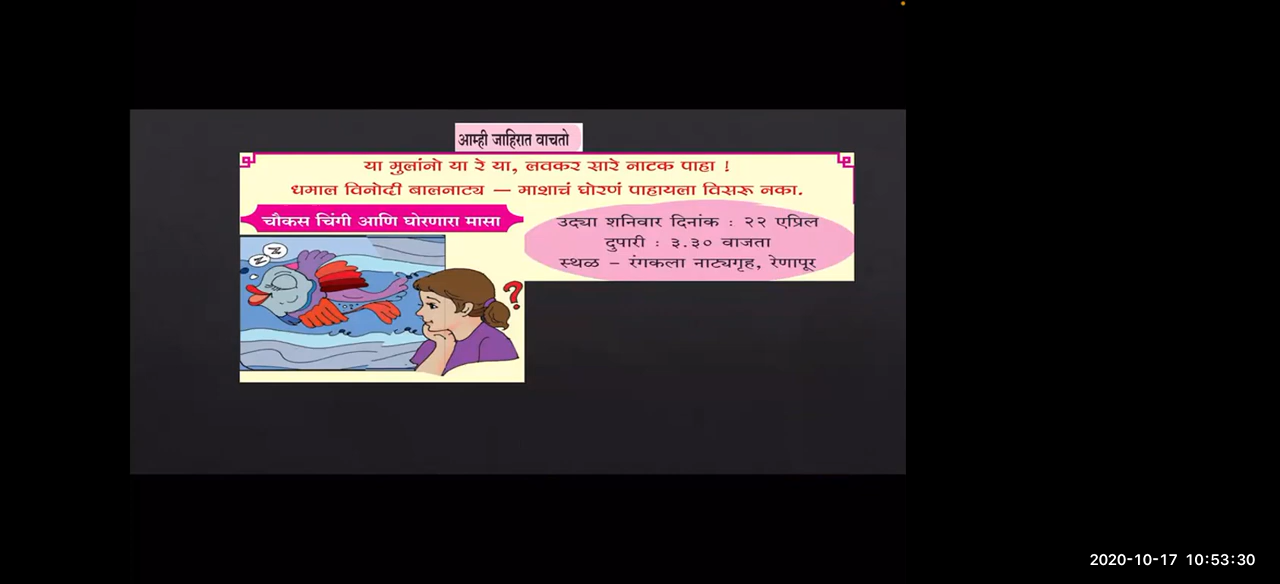 आम्ही जाहिरात वाचतो
या मुलांनो या रे या, लवकर सारे नाटक पाहा !
धमाल विनोदी बालनाट्य – माशाचं घोरणं पाहायला विसरू नका.
चौकस चिंगी आणि घोरणारा मासा
उद्या शनिवार दिनांक : २२ एप्रिल
दुपारी : ३.३० वाजता
स्थळ – रंगकला नाट्यगृह, रेणापूर
z z
?
2020-10-17 10:53:30